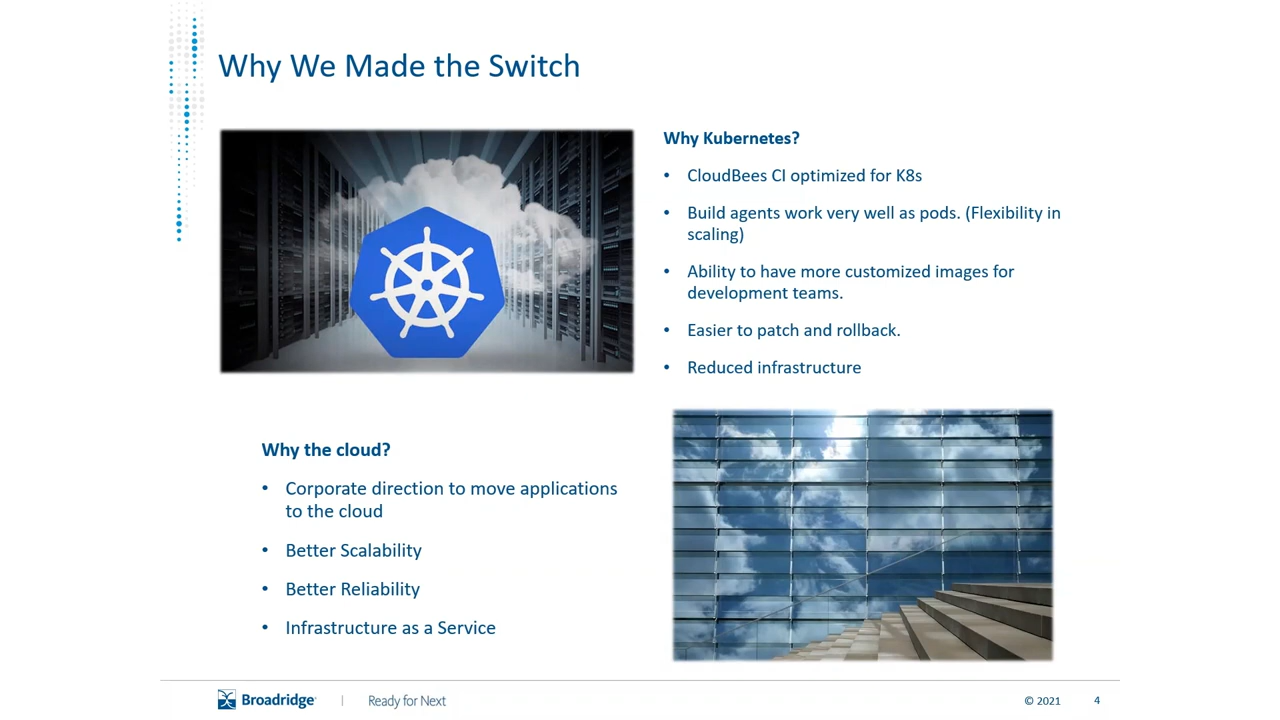 Why We Made the Switch
Why Kubernetes?
• CloudBees CI optimized for K8s
• Build agents work very well as pods. (Flexibility in
scaling)
• Ability to have more customized images for
development teams.
• Easier to patch and rollback.
• Reduced infrastructure
Why the cloud?
• Corporate direction to move applications
to the cloud
• Better Scalability
• Better Reliability
• Infrastructure as a Service
Broadridge | Ready for Next
© 2021 4